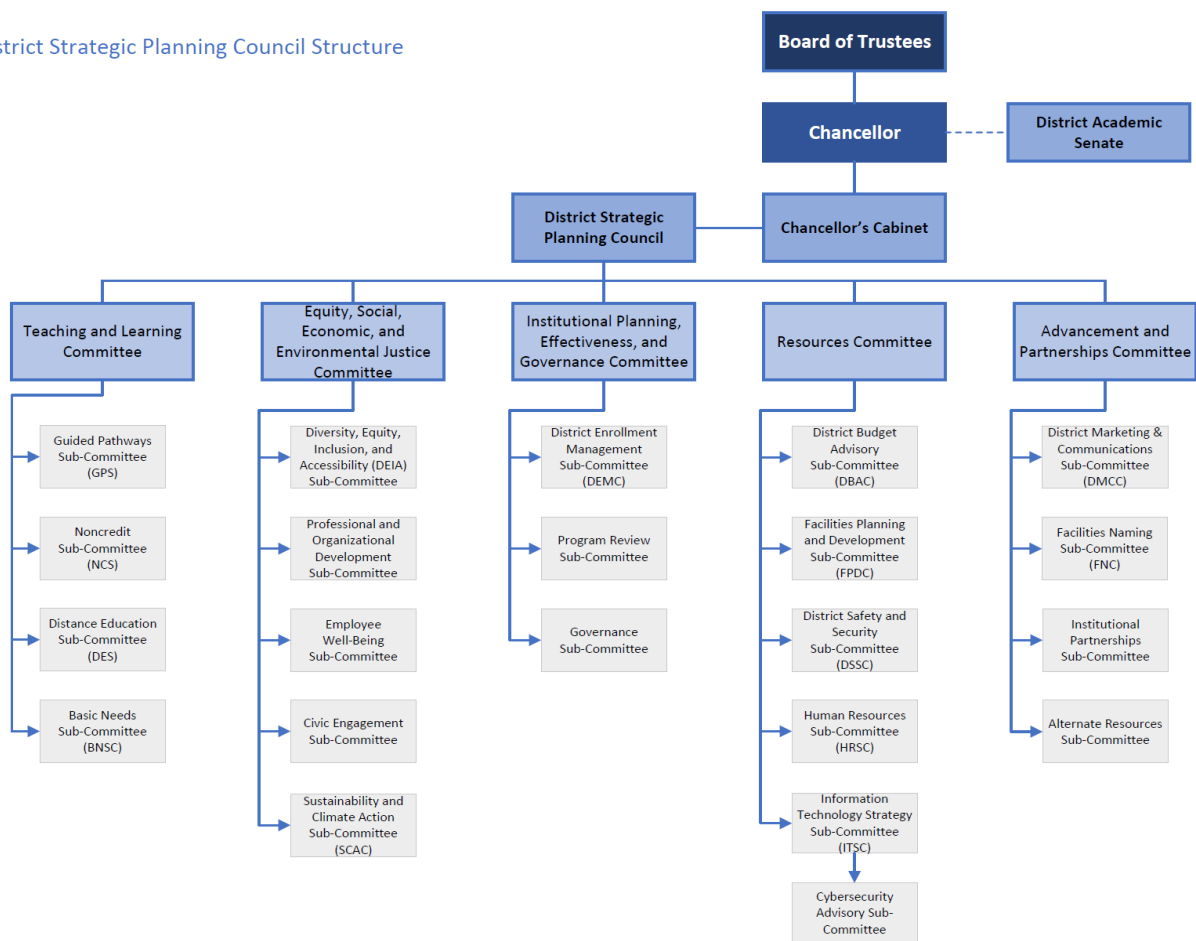 strict Strategic Planning Council Structure
Board of Trustees
Chancellor
District Academic
Senate
District Strategic
Planning Council
Chancellor's Cabinet
Teaching and Learning
Committee
Equity, Social,
Economic, and
Environmental Justice
Committee
Institutional Planning,
Effectiveness, and
Governance Committee
Resources Committee
Advancement and
Partnerships Committee
Guided Pathways
Sub-Committee
(GPS)
Noncredit
Sub-Committee
(NCS)
Distance Education
Sub-Committee
(DES)
Basic Needs
Sub-Committee
(BNSC)
Diversity, Equity,
Inclusion, and
Accessibility (DEIA)
Sub-Committee
Professional and
Organizational
Development
Sub-Committee
Employee
Well-Being
Sub-Committee
Civic Engagement
Sub-Committee
Sustainability and
Climate Action
Sub-Committee
(SCAC)
District Enrollment
Management
Sub-Committee
(DEMC)
Program Review
Sub-Committee
Governance
Sub-Committee
District Budget
Advisory
Sub-Committee
(DBAC)
Facilities Planning
and Development
Sub-Committee
(FPDC)
District Safety and
Security
Sub-Committee
(DSSC)
Human Resources
Sub-Committee
(HRSC)
Information
Technology Strategy
Sub-Committee
(ITSC)
Cybersecurity
Advisory Sub-
Committee
District Marketing &
Communications
Sub-Committee
(DMCC)
Facilities Naming
Sub-Committee
(FNC)
Institutional
Partnerships
Sub-Committee
Alternate Resources
Sub-Committee